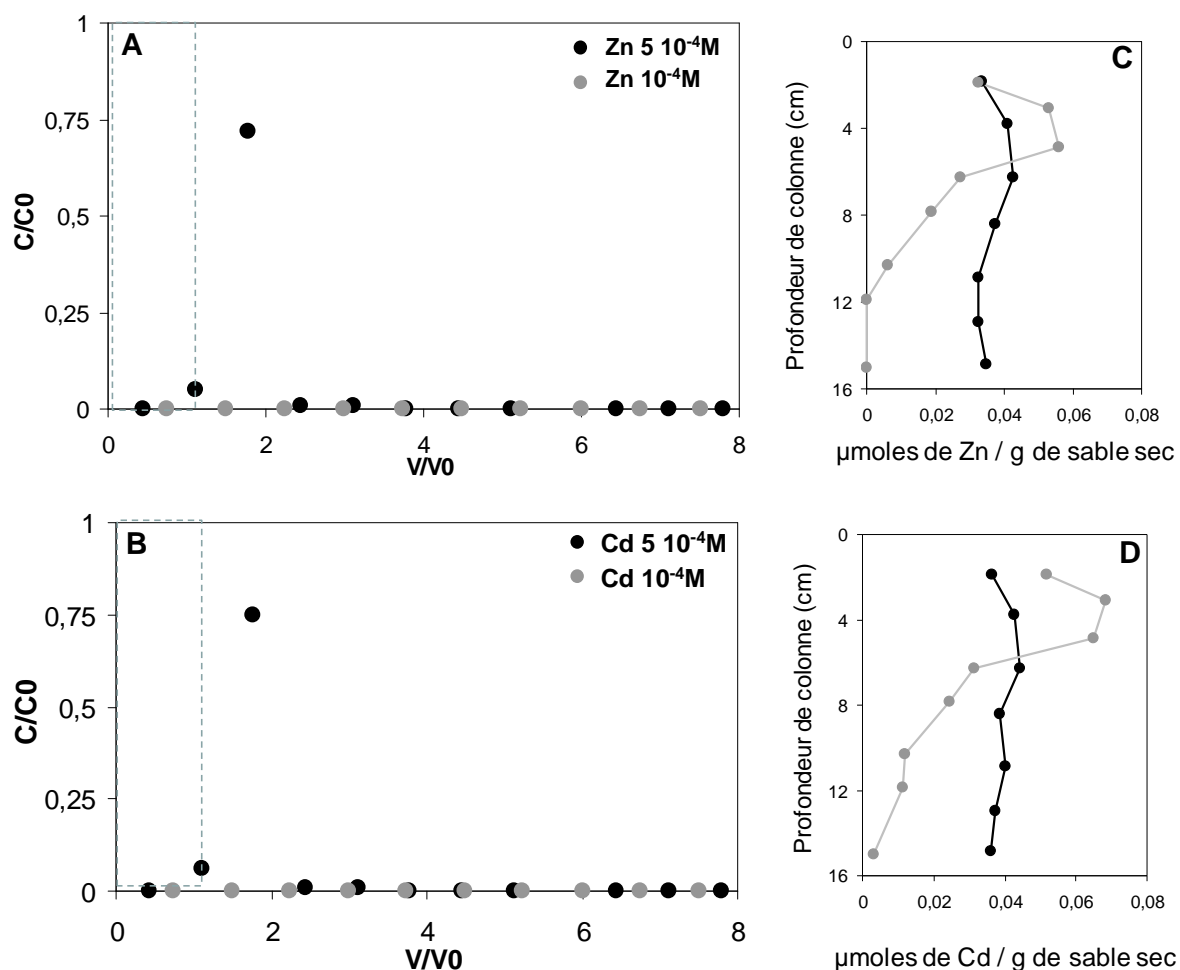 A
Zn 5 10⁻⁴M
Zn 10⁻⁴M
1
0,75
0,5
0,25
0
C/C0
0 2 4 6 8
V/V0
C
0
4
8
12
16
Profondeur de colonne (cm)
0 0,02 0,04 0,06 0,08
µmoles de Zn / g de sable sec
B
Cd 5 10⁻⁴M
Cd 10⁻⁴M
1
0,75
0,5
0,25
0
C/C0
0 2 4 6 8
V/V0
D
0
4
8
12
16
Profondeur de colonne (cm)
0 0,02 0,04 0,06 0,08
µmoles de Cd / g de sable sec